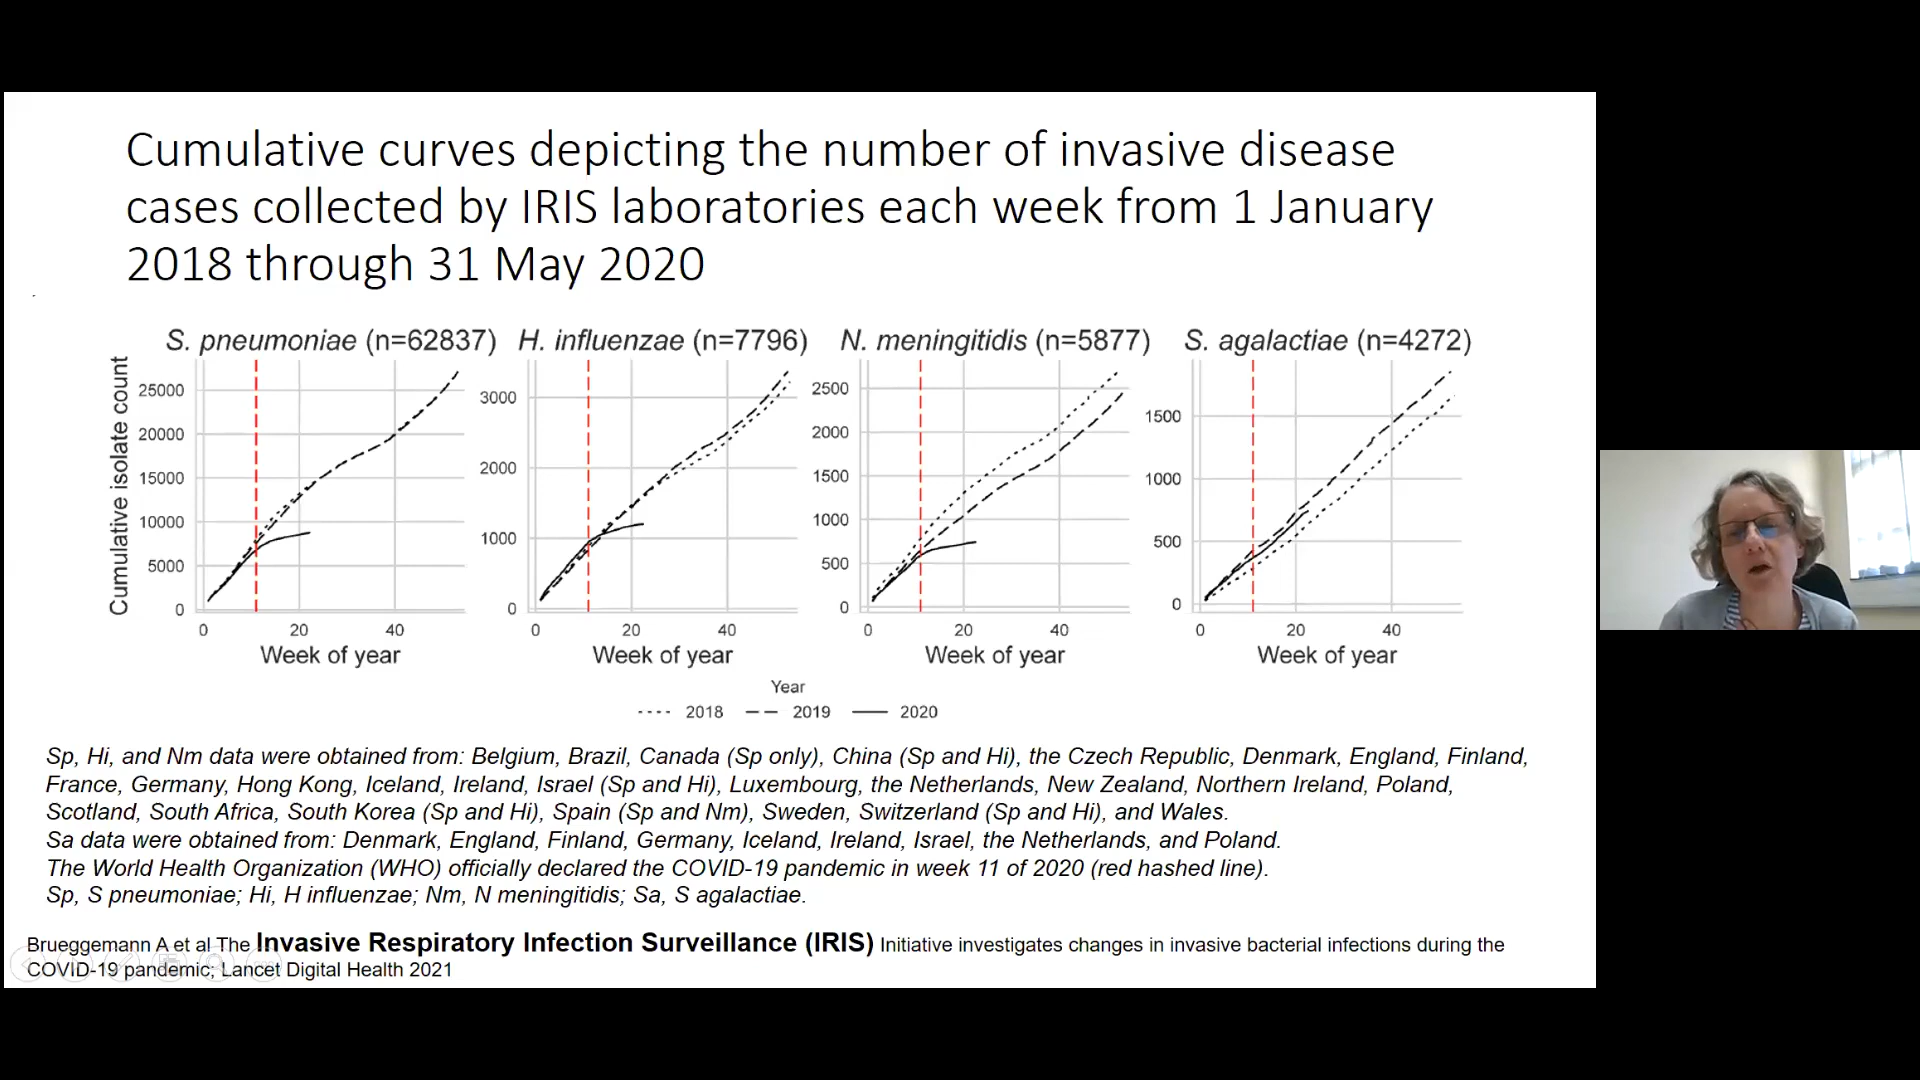 Cumulative curves depicting the number of invasive disease
cases collected by IRIS laboratories each week from 1 January
2018 through 31 May 2020
S. pneumoniae (n=62837)
H. influenzae (n=7796)
N. meningitidis (n=5877)
S. agalactiae (n=4272)
Cumulative isolate count
25000
20000
15000
10000
5000
0
0 20 40
Week of year
3000
2000
1000
0
0 20 40
Week of year
2500
2000
1500
1000
500
0
0 20 40
Week of year
1500
1000
500
0
0 20 40
Week of year
Year
2018 2019 2020
Sp, Hi, and Nm data were obtained from: Belgium, Brazil, Canada (Sp only), China (Sp and Hi), the Czech Republic, Denmark, England, Finland,
France, Germany, Hong Kong, Iceland, Ireland, Israel (Sp and Hi), Luxembourg, the Netherlands, New Zealand, Northern Ireland, Poland,
Scotland, South Africa, South Korea (Sp and Hi), Spain (Sp and Nm), Sweden, Switzerland (Sp and Hi), and Wales.
Sa data were obtained from: Denmark, England, Finland, Germany, Iceland, Ireland, Israel, the Netherlands, and Poland.
The World Health Organization (WHO) officially declared the COVID-19 pandemic in week 11 of 2020 (red hashed line).
Sp, S pneumoniae; Hi, H influenzae; Nm, N meningitidis; Sa, S agalactiae.
Brueggemann A et al The Invasive Respiratory Infection Surveillance (IRIS) Initiative investigates changes in invasive bacterial infections during the
COVID-19 pandemic; Lancet Digital Health 2021